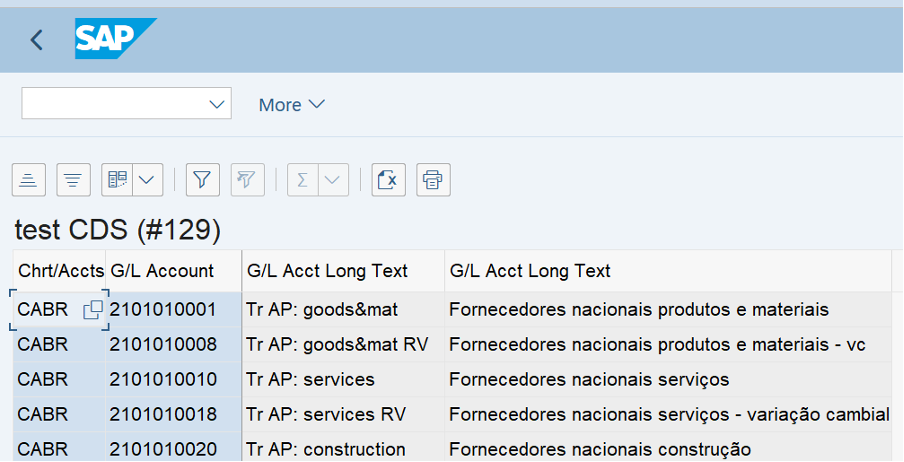 SAP
More
test CDS (#129)
Chrt/Accts G/L Account G/L Acct Long Text G/L Acct Long Text
CABR 2101010001 Tr AP: goods&mat Fornecedores nacionais produtos e materiais
CABR 2101010008 Tr AP: goods&mat RV Fornecedores nacionais produtos e materiais - vc
CABR 2101010010 Tr AP: services Fornecedores nacionais serviços
CABR 2101010018 Tr AP: services RV Fornecedores nacionais serviços - variação cambial
CABR 2101010020 Tr AP: construction Fornecedores nacionais construção